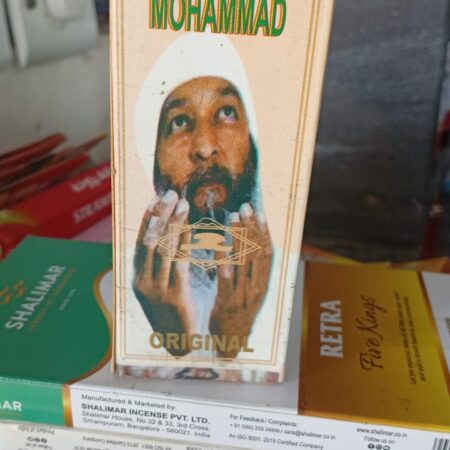 MOHAMMAD
ORIGINAL
SHALIMAR
RETRA
Fire Kings
Manufactured & Marketed by:
SHALIMAR INCENSE PVT. LTD.
Shalimar House, No.32 & 33, 3rd Cross,
Srirampuram, Bangalore - 560021, India
For Feedback / Complaints:
An ISO 9001: 2015 Certified Company
www.shalimar.co.in
Follow us on:
AR